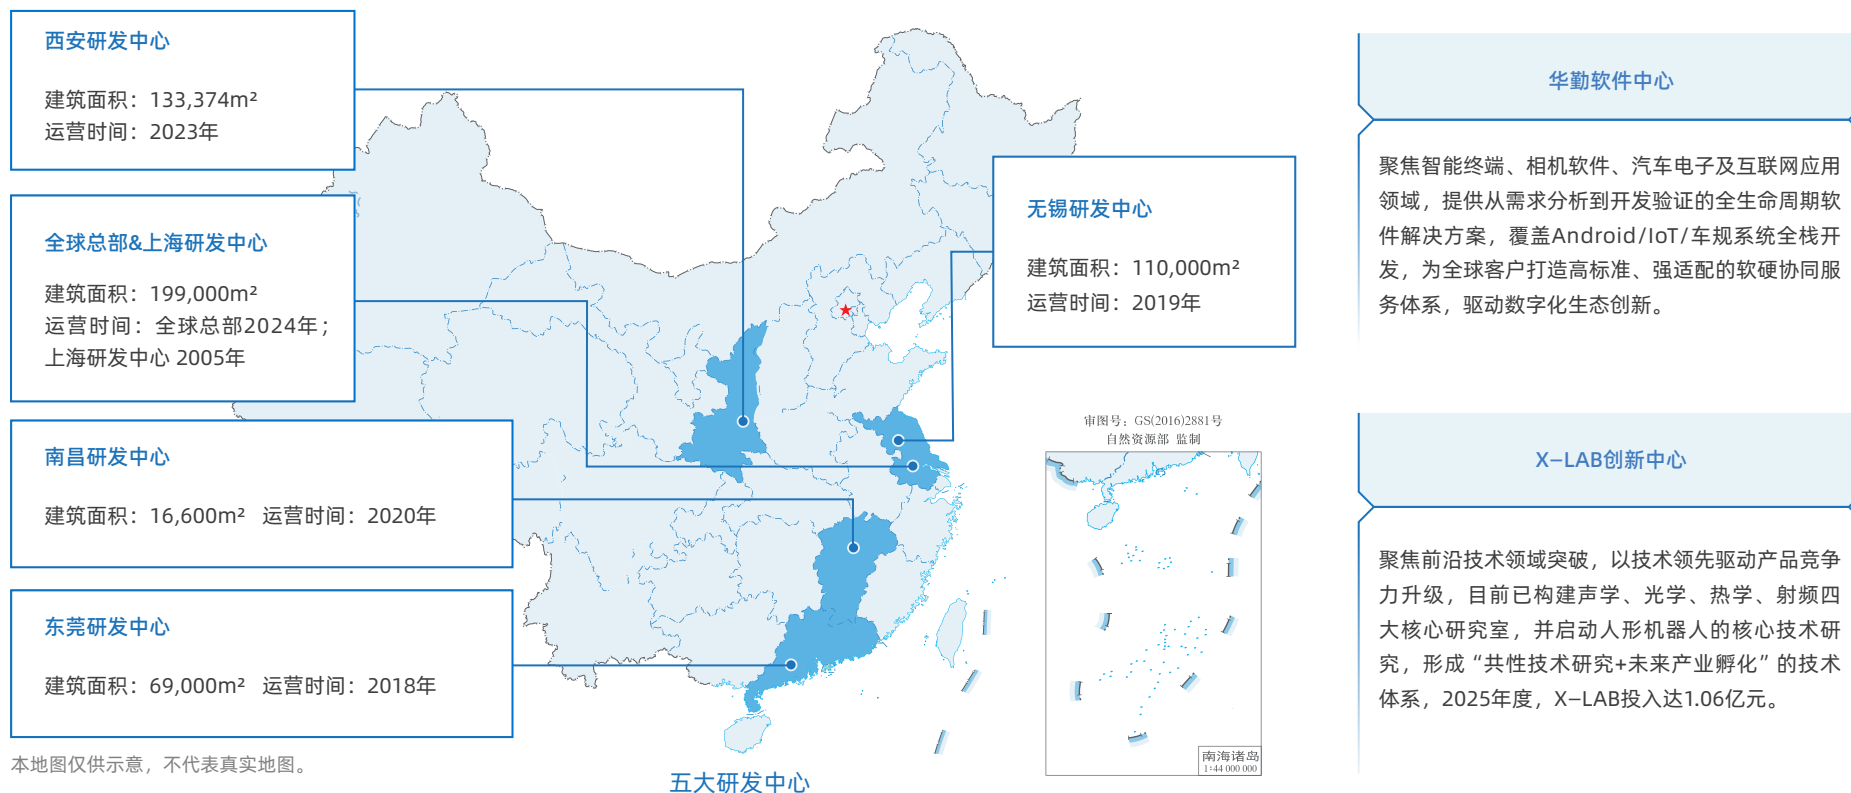 西安研发中心
建筑面积：133,374m²
运营时间：2023年
全球总部&上海研发中心
建筑面积：199,000m²
运营时间：全球总部2024年；
上海研发中心 2005年
南昌研发中心
建筑面积：16,600m² 运营时间：2020年
东莞研发中心
建筑面积：69,000m² 运营时间：2018年
本地图仅供示意，不代表真实地图。
无锡研发中心
建筑面积：110,000m²
运营时间：2019年
审图号：GS(2016)2881号
自然资源部 监制
南海诸岛
1:44 000 000
五大研发中心
华勤软件中心
聚焦智能终端、相机软件、汽车电子及互联网应用
领域，提供从需求分析到开发验证的全生命周期软
件解决方案，覆盖Android/IoT/车规系统全栈开
发，为全球客户打造高标准、强适配的软硬协同服
务体系，驱动数字化生态创新。
X-LAB创新中心
聚焦前沿技术领域突破，以技术领先驱动产品竞争
力升级，目前已构建声学、光学、热学、射频四
大核心研究室，并启动人形机器人的核心技术研
究，形成“共性技术研究+未来产业孵化”的技术
体系，2025年度，X-LAB投入达1.06亿元。